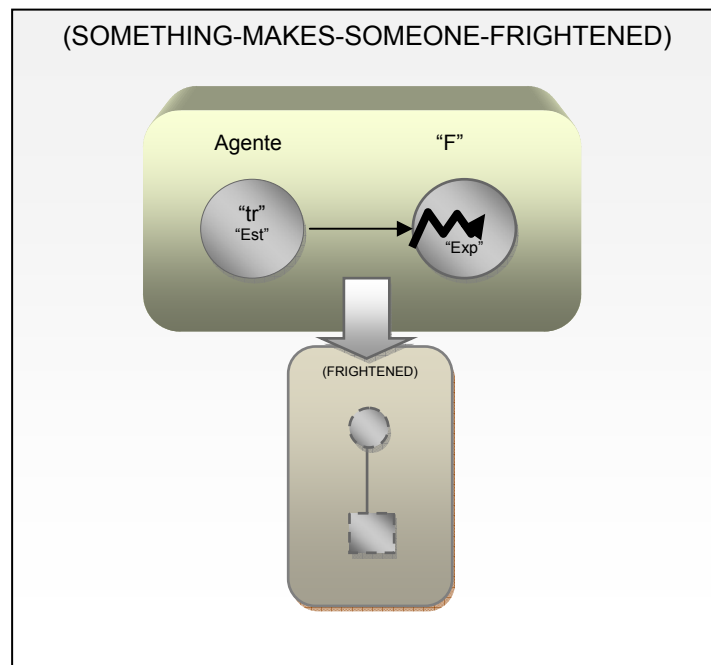 (SOMETHING-MAKES-SOMEONE-FRIGHTENED)
Agente “F”
“tr”
“Est” “Exp”
(FRIGHTENED)